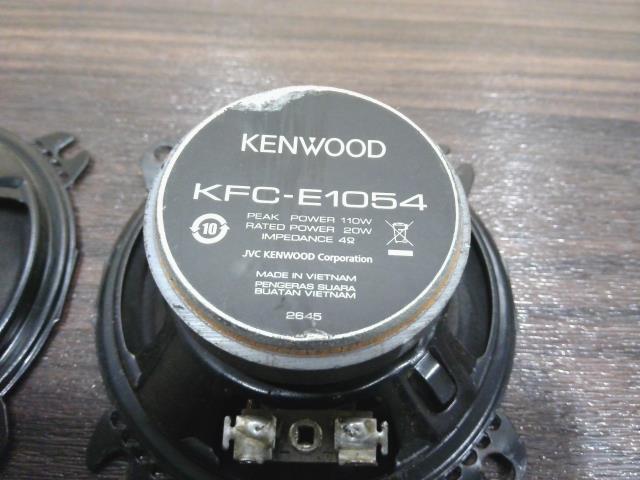 KENWOOD
KFC-E1054
PEAK POWER 110W
RATED POWER 20W
IMPEDANCE 4Ω
10
JVC KENWOOD Corporation
MADE IN VIETNAM
PENGERAS SUARA
BUATAN VIETNAM
2645